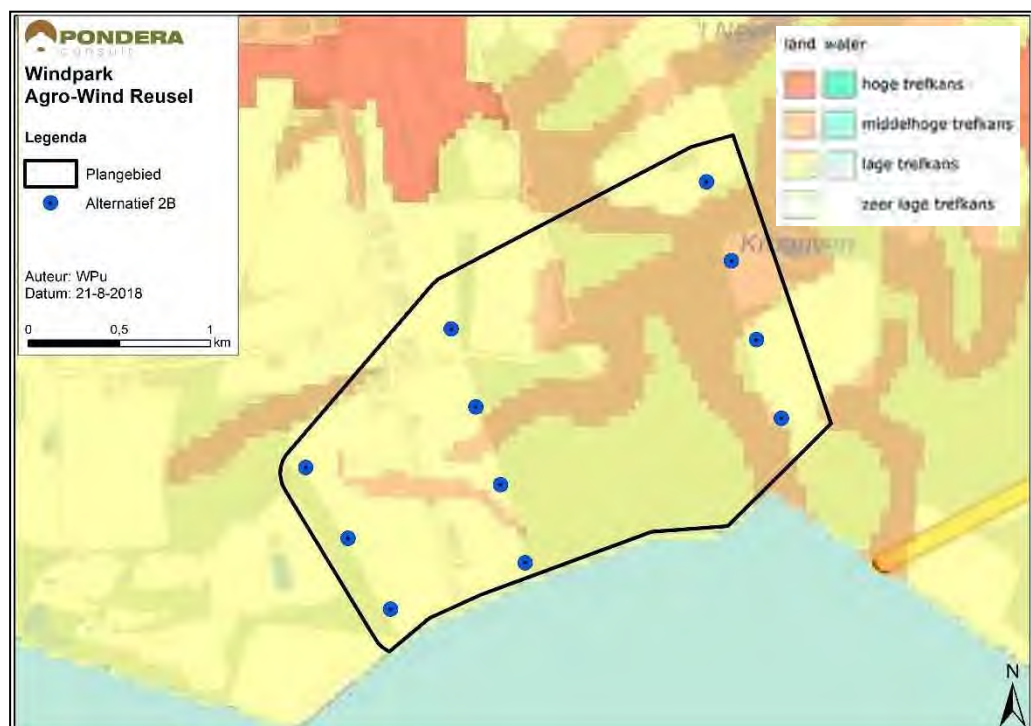 PONDERA
consult
Windpark
Agro-Wind Reusel
Legenda
Plangebied
Alternatief 2B
Auteur: WPu
Datum: 21-8-2018
0 0,5 1
km
land water
hoge trefkans
middelhoge trefkans
lage trefkans
zeer lage trefkans
N